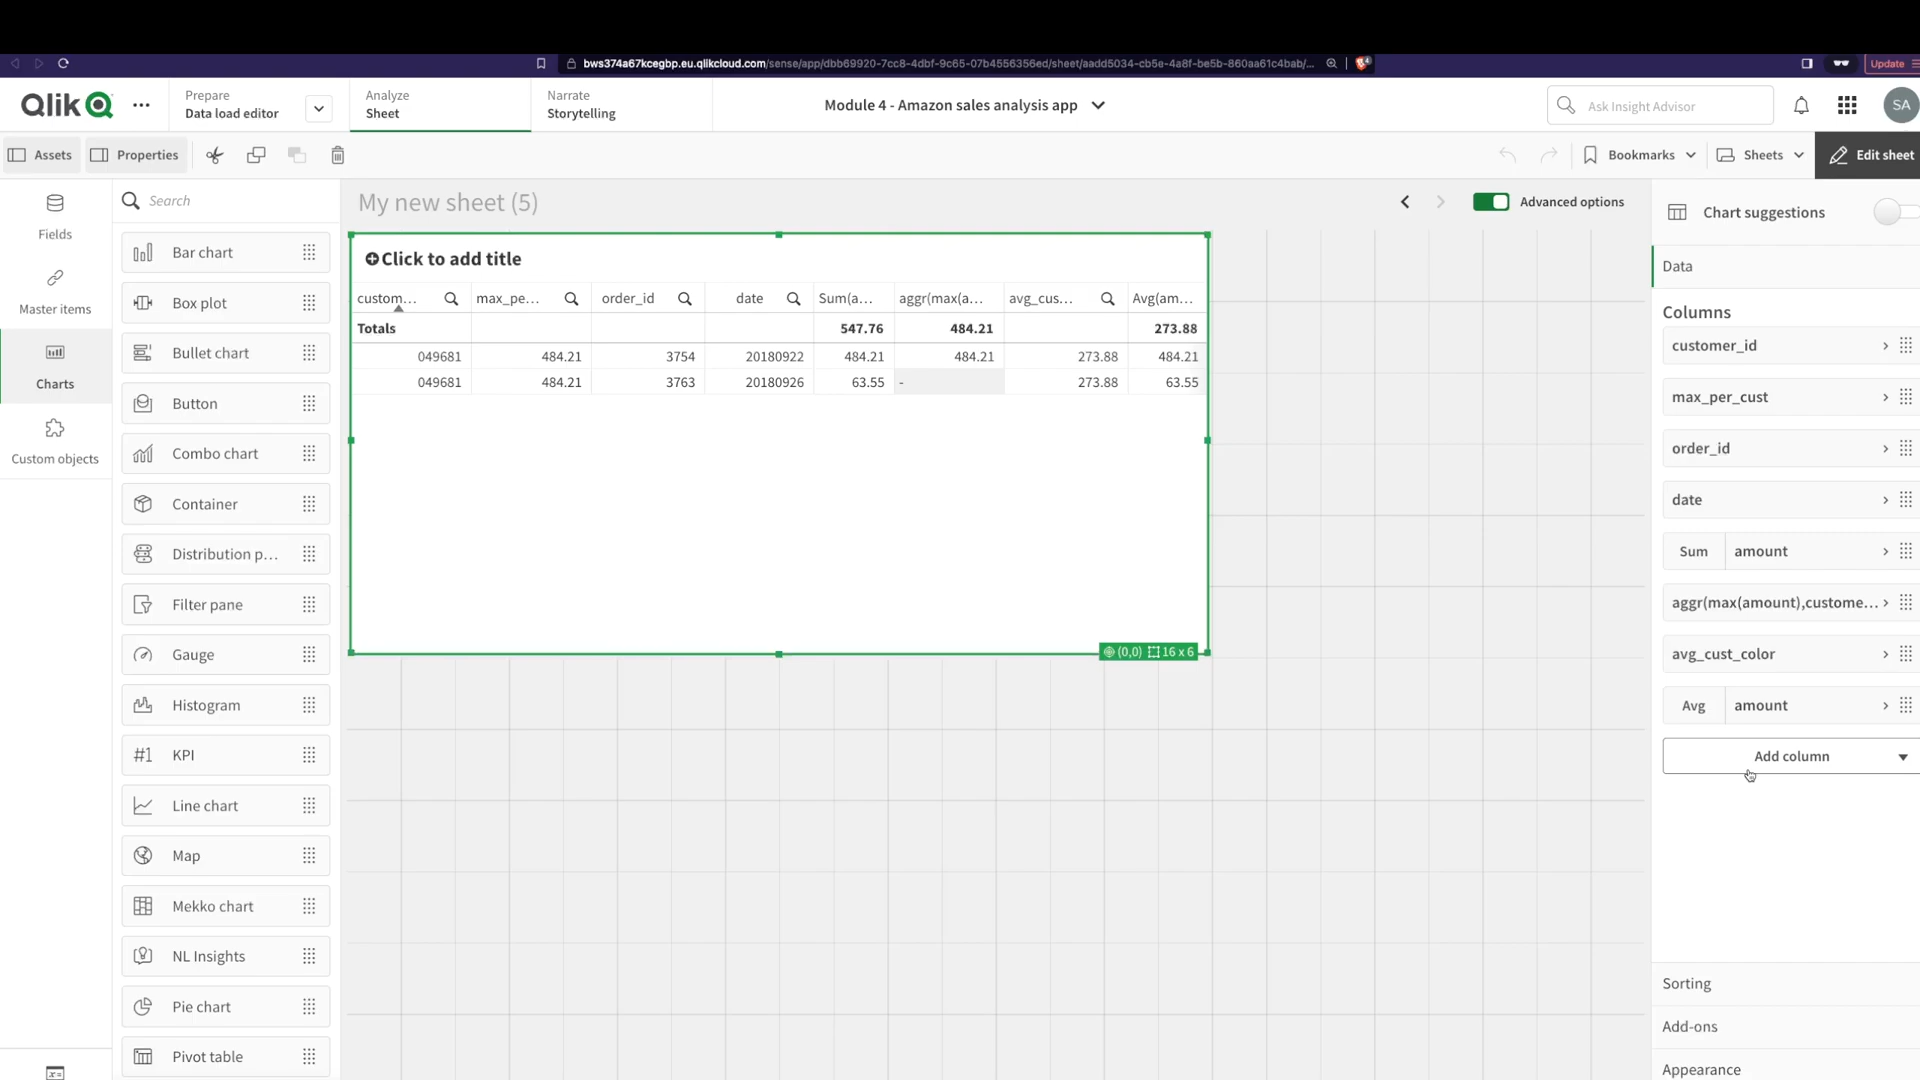 bws374a67kcegbp.eu.qlikcloud.com/sense/app/dbb69920-7cc8-4dbf-9c65-07b4556356ed/sheet/aadd5034-cb5e-4a8f-be5b-860aa61c4bab/...
Update
Qlik
Prepare
Data load editor
Analyze
Sheet
Narrate
Storytelling
Module 4 - Amazon sales analysis app
Ask Insight Advisor
SA
Assets
Properties
Bookmarks
Sheets
Edit sheet
Fields
Master items
Charts
Custom objects
Search
Bar chart
Box plot
Bullet chart
Button
Combo chart
Container
Distribution p...
Filter pane
Gauge
Histogram
#1 KPI
Line chart
Map
Mekko chart
NL Insights
Pie chart
Pivot table
My new sheet (5)
Advanced options
Click to add title
custom... max_pe... order_id date Sum(a... aggr(max(a... avg_cus... Avg(am...
Totals 547.76 484.21 273.88
049681 484.21 3754 20180922 484.21 484.21 273.88 484.21
049681 484.21 3763 20180926 63.55 - 273.88 63.55
(0,0) 16 x 6
Chart suggestions
Data
Columns
customer_id
max_per_cust
order_id
date
Sum amount
aggr(max(amount),custome...
avg_cust_color
Avg amount
Add column
Sorting
Add-ons
Appearance